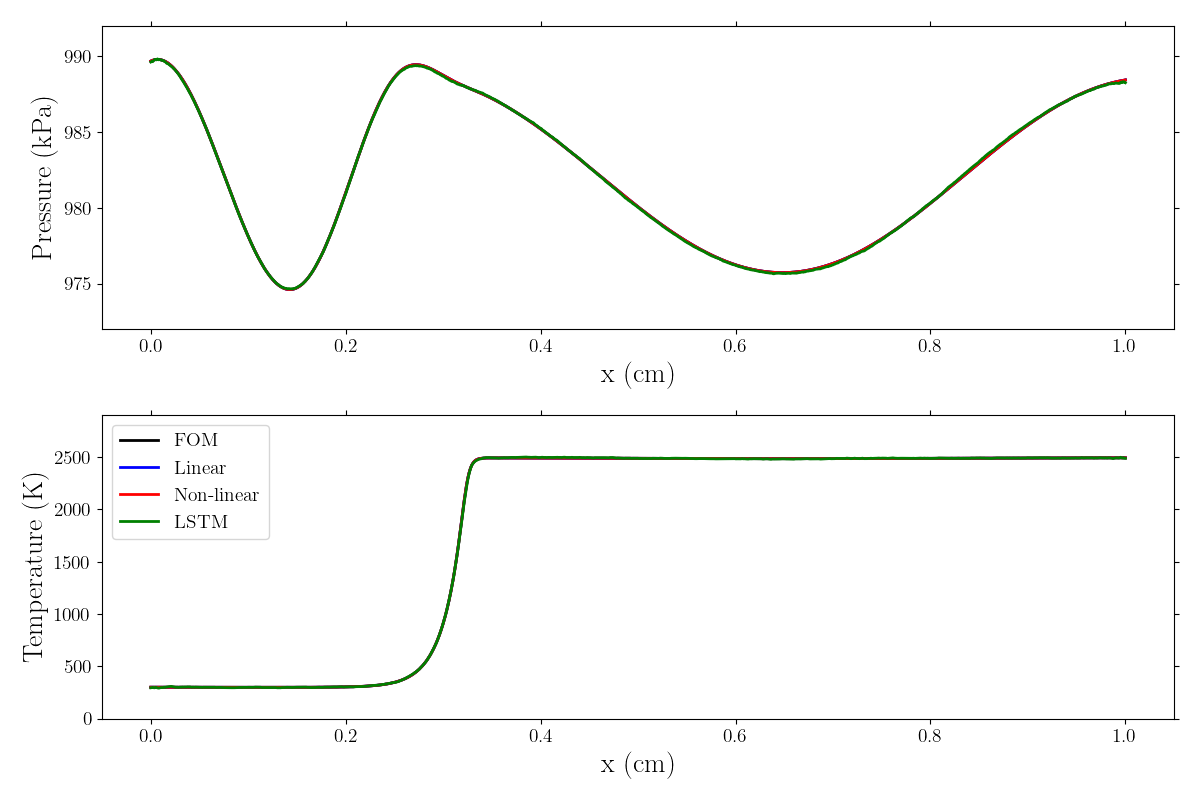 990
985
980
975
Pressure (kPa)
0.0 0.2 0.4 0.6 0.8 1.0
x (cm)
2500
2000
1500
1000
500
0
Temperature (K)
FOM
Linear
Non-linear
LSTM
0.0 0.2 0.4 0.6 0.8 1.0
x (cm)